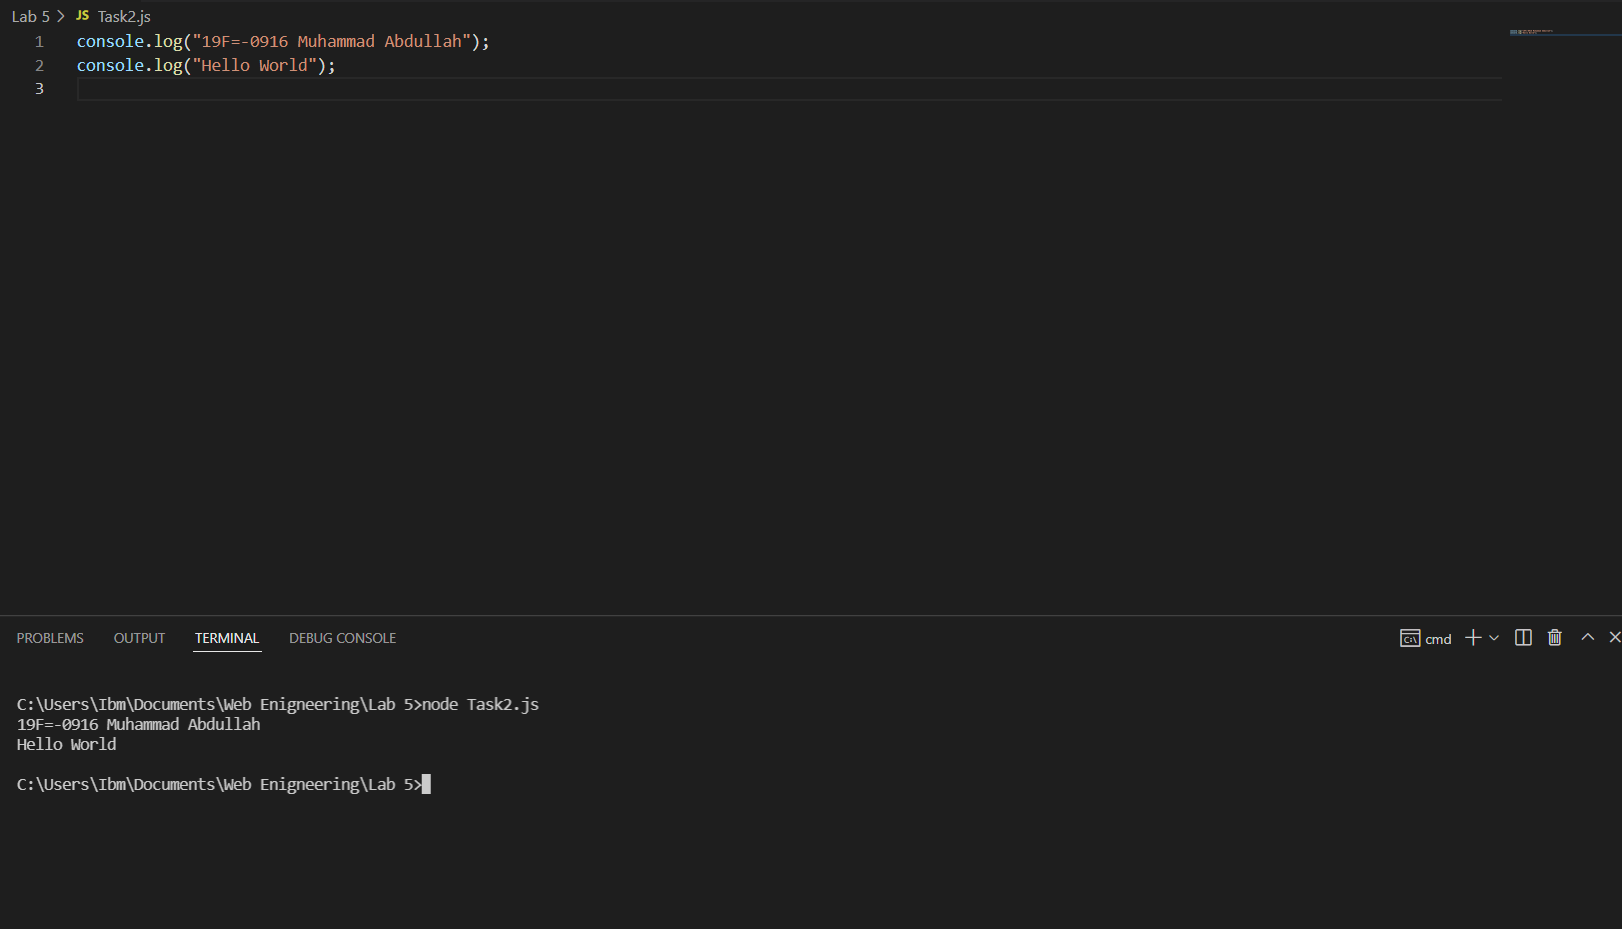 Lab 5 > JS Task2.js
1 console.log("19F=-0916 Muhammad Abdullah");
2 console.log("Hello World");
3
PROBLEMS OUTPUT TERMINAL DEBUG CONSOLE cmd
C:\Users\Ibm\Documents\Web Enigneering\Lab 5>node Task2.js
19F=-0916 Muhammad Abdullah
Hello World
C:\Users\Ibm\Documents\Web Enigneering\Lab 5>